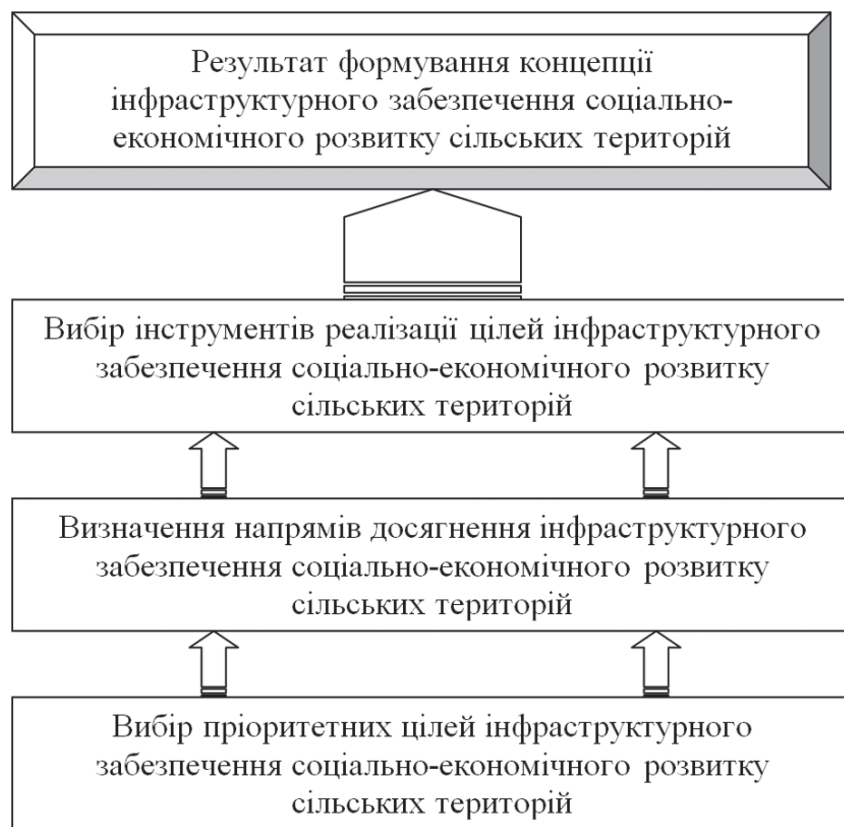 Результат формування концепції
інфраструктурного забезпечення соціально-
економічного розвитку сільських територій
Вибір інструментів реалізації цілей інфраструктурного
забезпечення соціально-економічного розвитку
сільських територій
Визначення напрямів досягнення інфраструктурного
забезпечення соціально-економічного розвитку
сільських територій
Вибір пріоритетних цілей інфраструктурного
забезпечення соціально-економічного розвитку
сільських територій